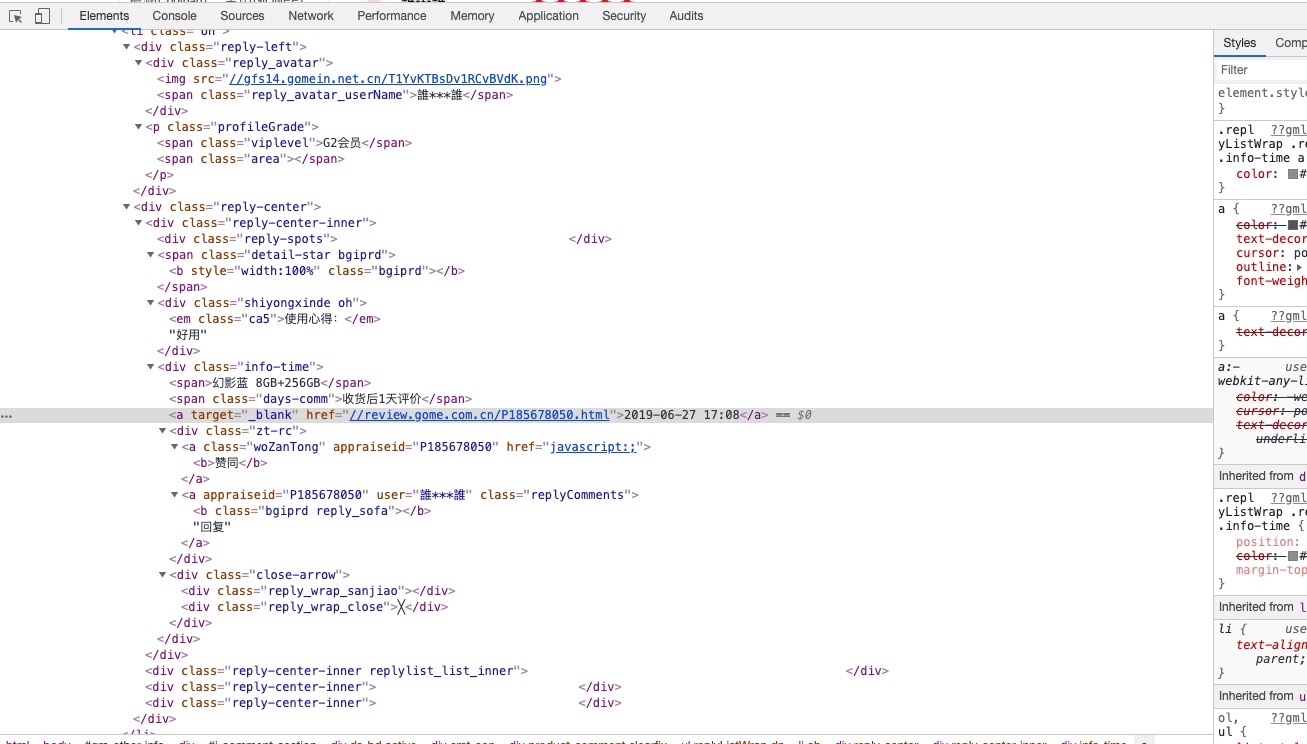 Elements Console Sources Network Performance Memory Application Security Audits
<div class="reply-left">
<div class="reply_avatar">
<img src="//gfs14.gomein.net.cn/T1YvKTBsDv1RCvBVdK.png">
<span class="reply_avatar_userName">誰***誰</span>
</div>
<p class="profileGrade">
<span class="viplevel">G2会员</span>
<span class="area"></span>
</p>
</div>
<div class="reply-center">
<div class="reply-center-inner">
<div class="reply-spots"> </div>
<span class="detail-star bgiprd">
<b style="width:100%" class="bgiprd"></b>
</span>
<div class="shiyongxinde oh">
<em class="ca5">使用心得：</em>
"好用"
</div>
<div class="info-time">
<span>幻影蓝 8GB+256GB</span>
<span class="days-comm">收货后1天评价</span>
… <a target="_blank" href="//review.gome.com.cn/P185678050.html">2019-06-27 17:08</a> == $0
<div class="zt-rc">
<a class="woZanTong" appraiseid="P185678050" href="javascript:;">
<b>赞同</b>
</a>
<a appraiseid="P185678050" user="誰***誰" class="replyComments">
<b class="bgiprd reply_sofa"></b>
"回复"
</a>
</div>
<div class="close-arrow">
<div class="reply_wrap_sanjiao"></div>
<div class="reply_wrap_close">╳</div>
</div>
</div>
</div>
<div class="reply-center-inner replylist_list_inner"> </div>
<div class="reply-center-inner"> </div>
<div class="reply-center-inner"> </div>
</div>
Styles Comp
Filter
element.style
}
.repl ??gml
yListWrap .re
.info-time a
color: #
}
a { ??gml
color: #
text-decor
cursor: po
outline:
font-weigh
}
a { ??gml
text-decor
}
a:- use
webkit-any-li
color: -we
cursor: po
text-decor
underli
}
Inherited from d
.repl ??gml
yListWrap .re
.info-time {
position:
color: #
margin-top
}
Inherited from l
li { use
text-align
parent;
}
Inherited from u
ol, ??gml
ul {